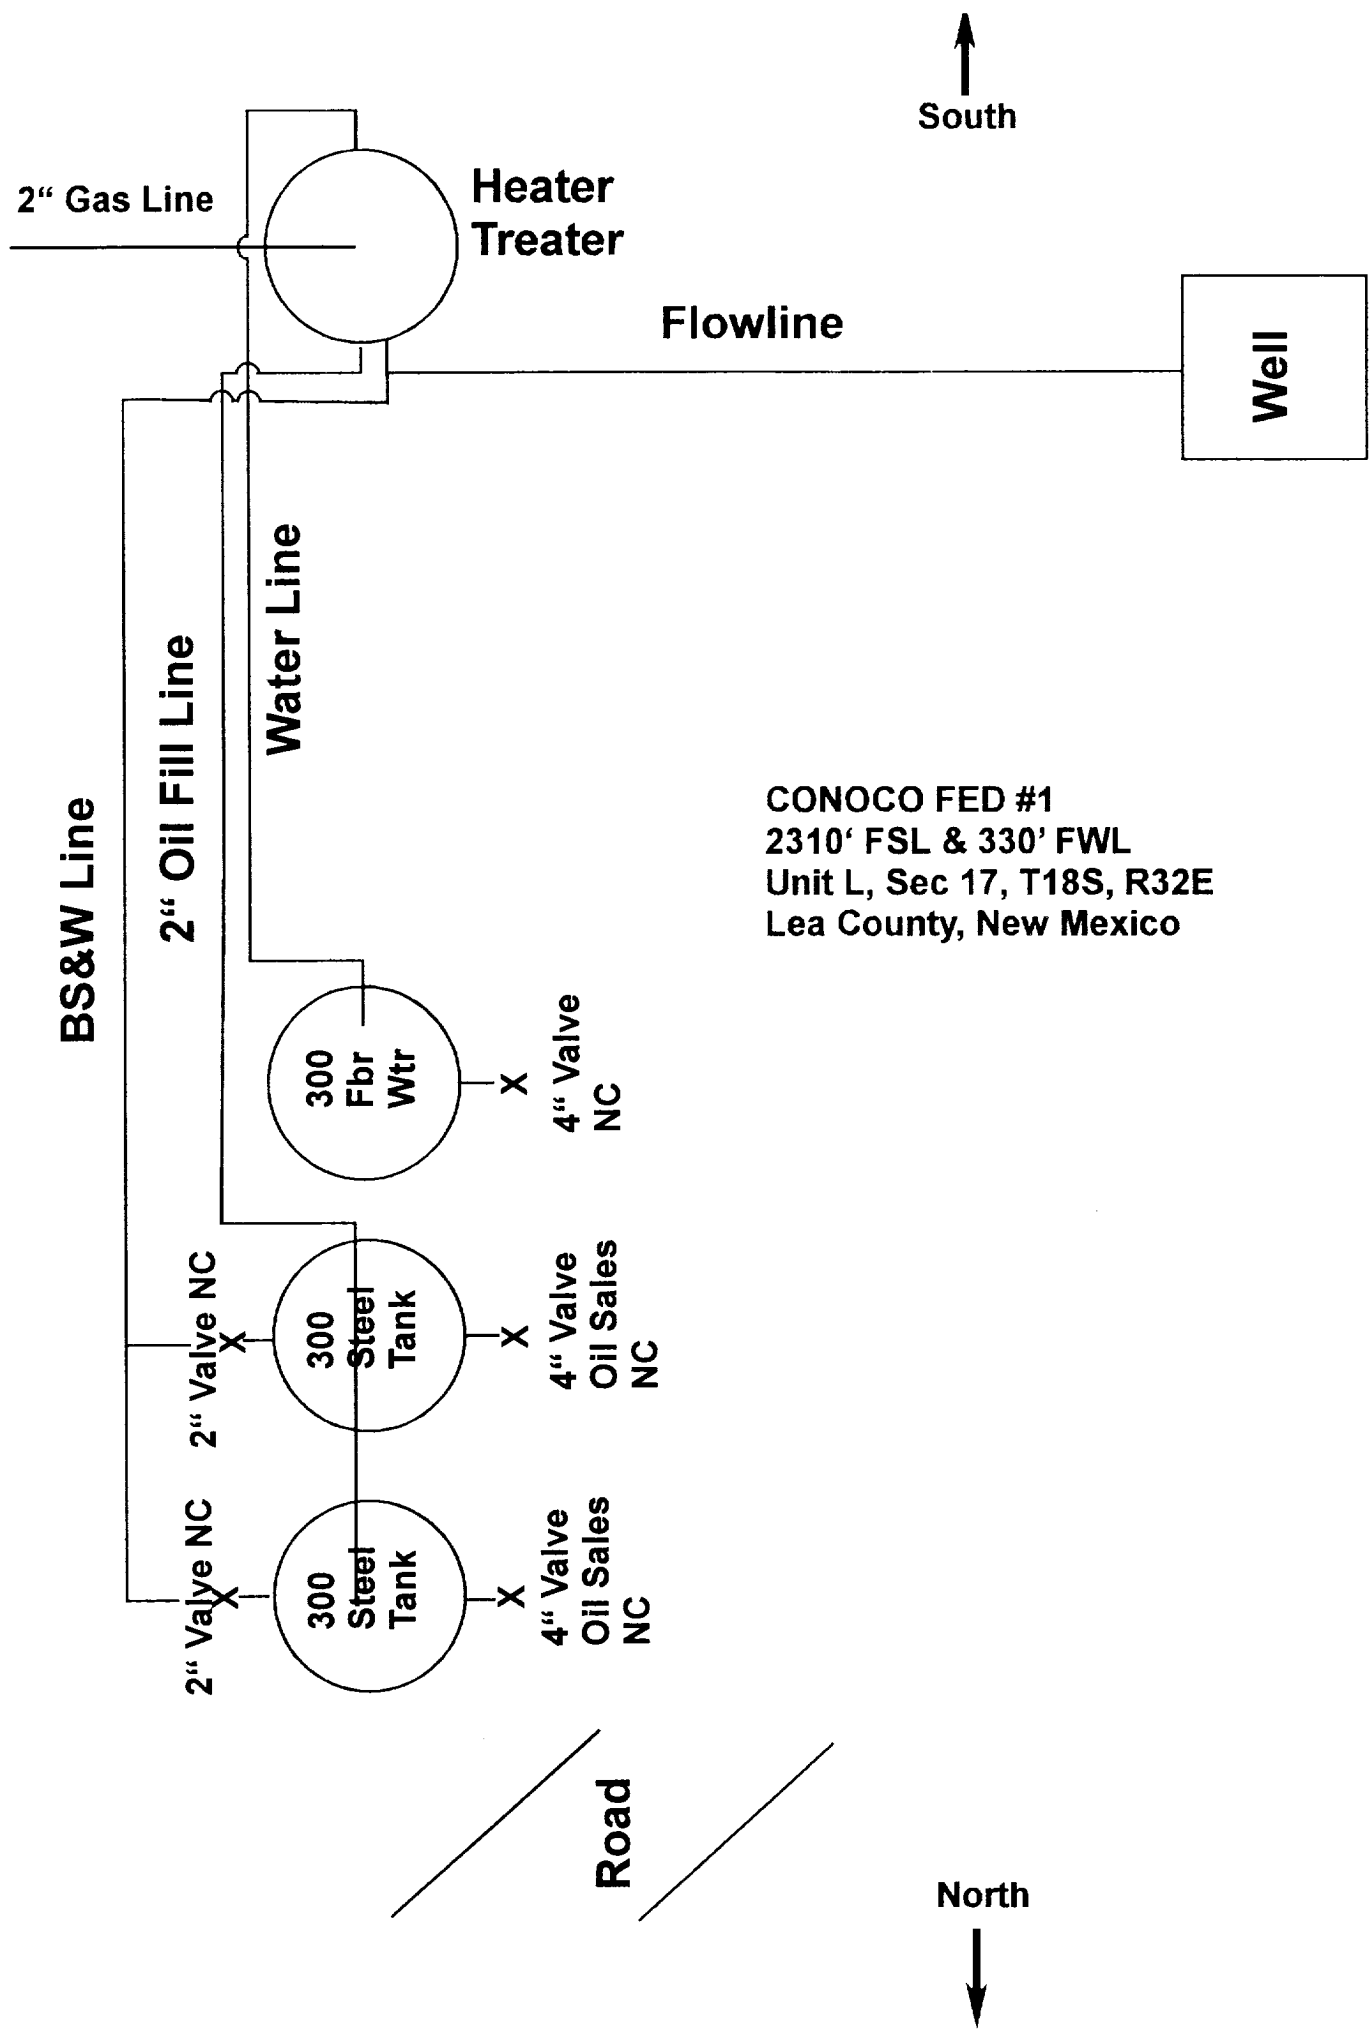 South
2“ Gas Line
Heater
Treater
Flowline
Well
Water Line
2“ Oil Fill Line
BS&W Line
CONOCO FED #1
2310‘ FSL & 330’ FWL
Unit L, Sec 17, T18S, R32E
Lea County, New Mexico
300
Fbr
Wtr
X
4“ Valve
NC
2“ Valve NC
X
300
Steel
Tank
X
4“ Valve
Oil Sales
NC
2“ Valve NC
X
300
Steel
Tank
X
4“ Valve
Oil Sales
NC
Road
North